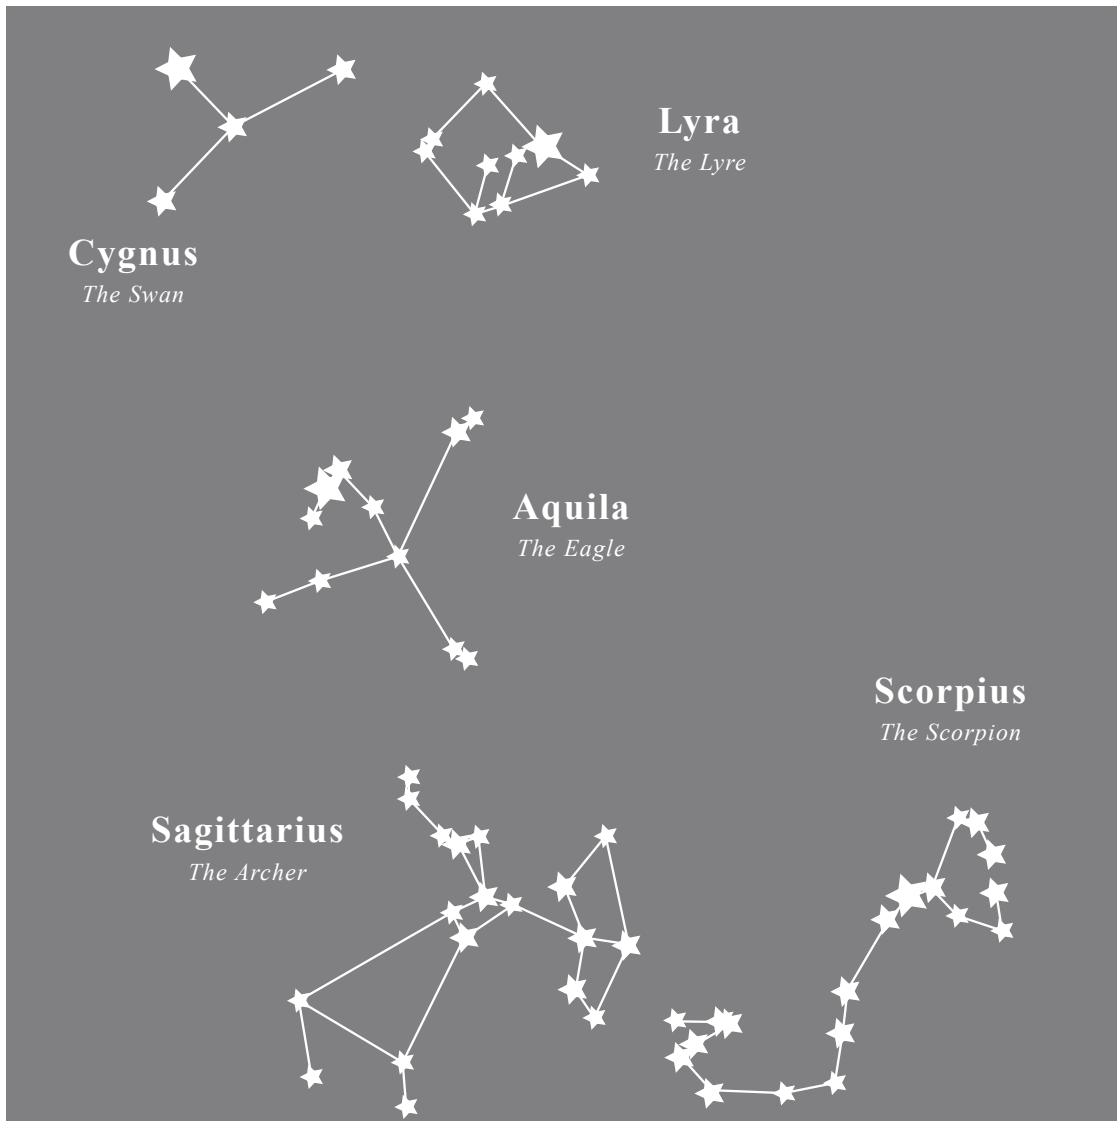 Lyra
The Lyre
Cygnus
The Swan
Aquila
The Eagle
Scorpius
The Scorpion
Sagittarius
The Archer